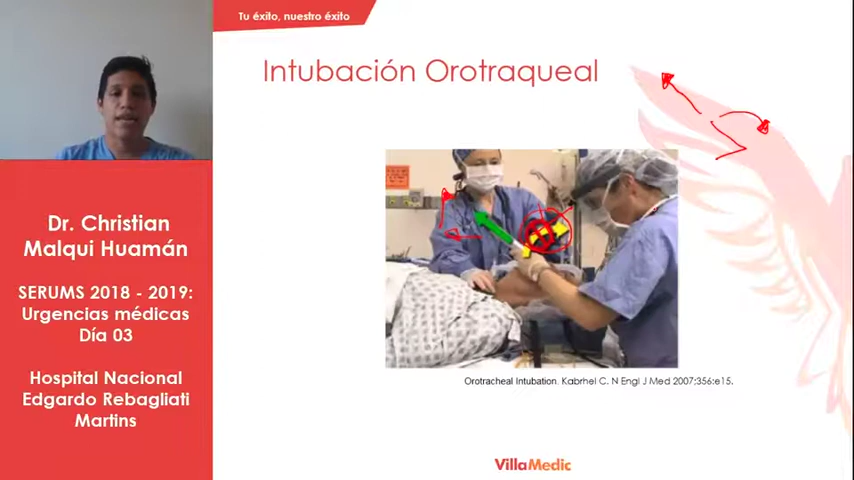 Tu éxito, nuestro éxito
Intubación Orotraqueal
Dr. Christian
Malqui Huamán
SERUMS 2018 - 2019:
Urgencias médicas
Día 03
Hospital Nacional
Edgardo Rebagliati
Martins
Orotracheal Intubation. Kabrhel C. N Engl J Med 2007;356:e15.
VillaMedic